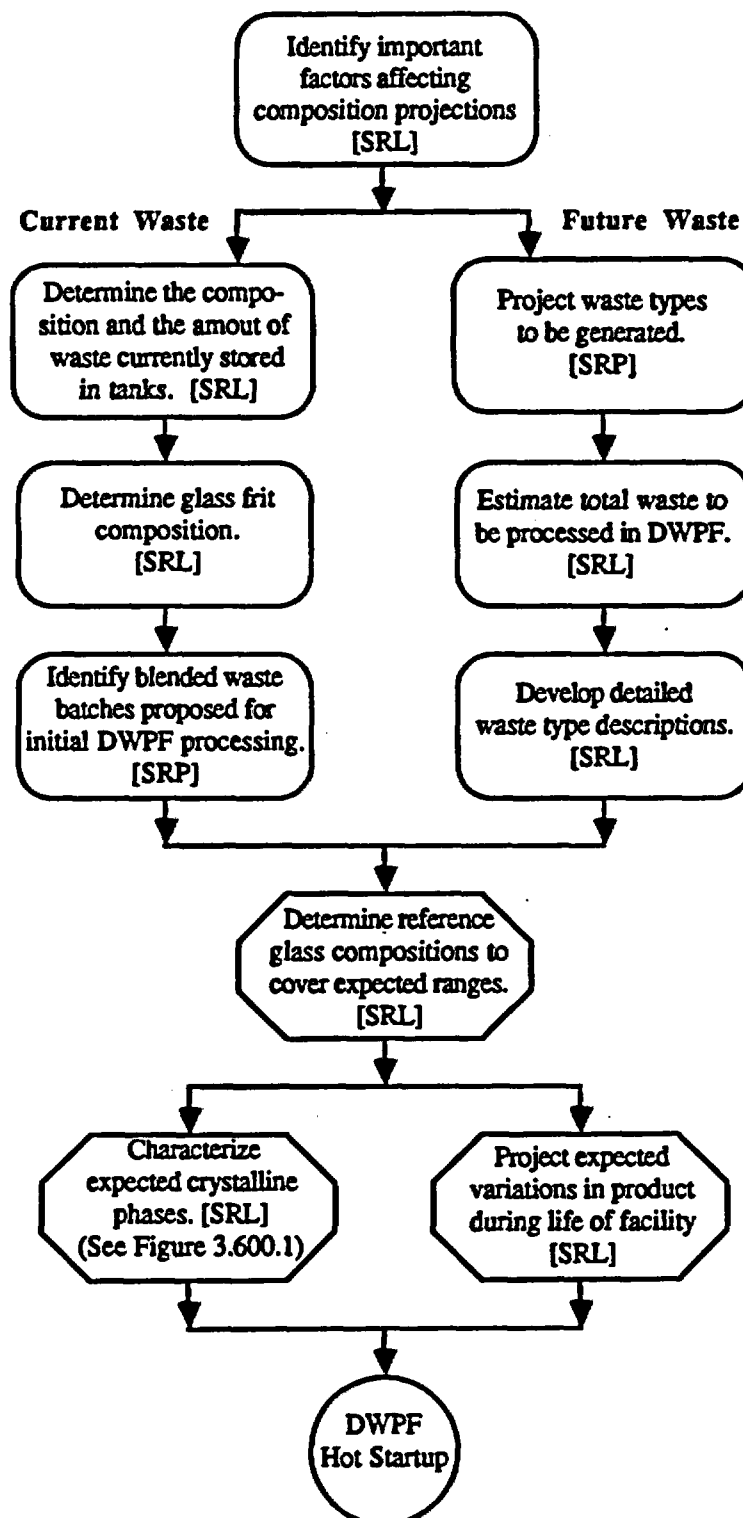 Identify important
factors affecting
composition projections
[SRL]
Current Waste
Future Waste
Determine the compo-
sition and the amout of
waste currently stored
in tanks. [SRL]
Project waste types
to be generated.
[SRP]
Determine glass frit
composition.
[SRL]
Estimate total waste to
be processed in DWPF.
[SRL]
Identify blended waste
batches proposed for
initial DWPF processing.
[SRP]
Develop detailed
waste type descriptions.
[SRL]
Determine reference
glass compositions to
cover expected ranges.
[SRL]
Characterize
expected crystalline
phases. [SRL]
(See Figure 3.600.1)
Project expected
variations in product
during life of facility
[SRL]
DWPF
Hot Startup